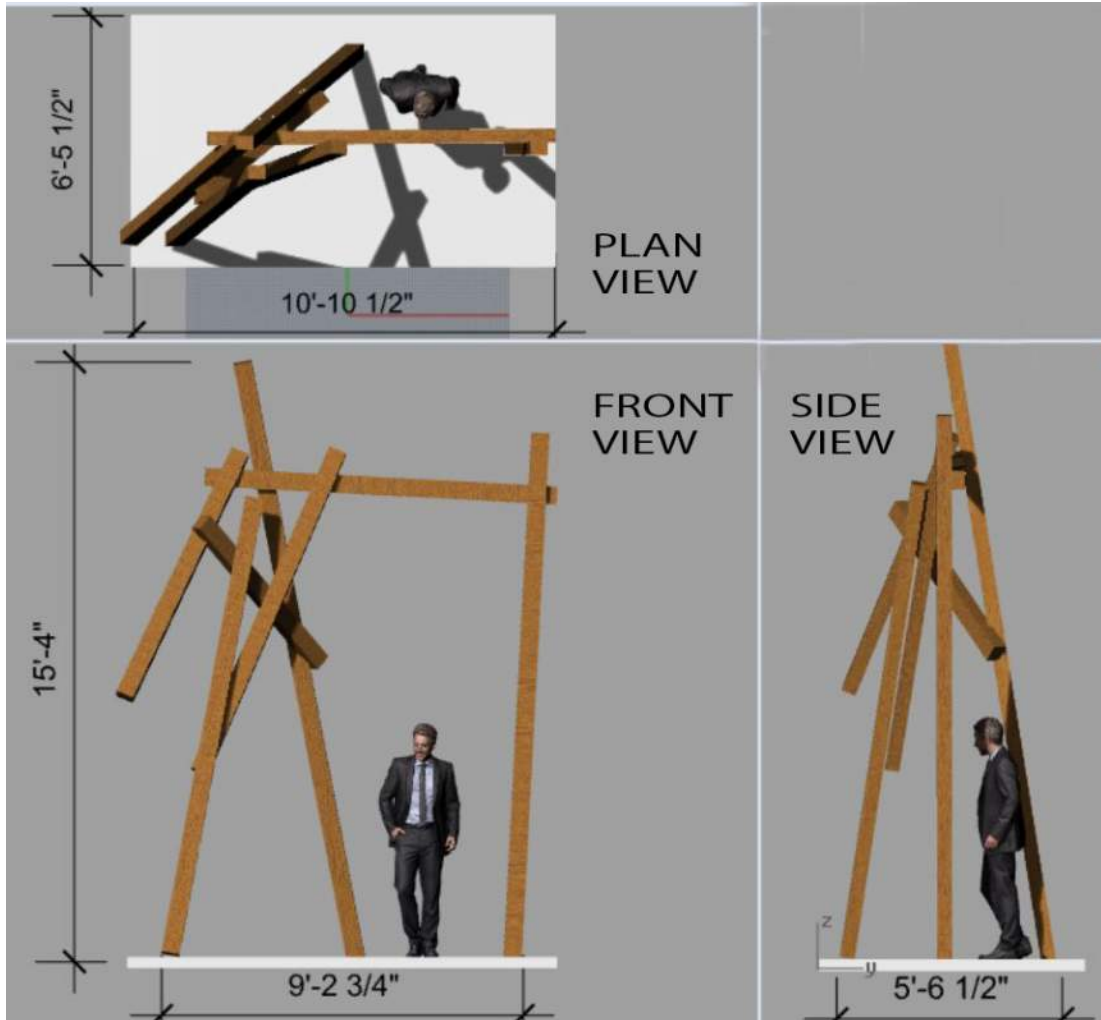 6'-5 1/2"
PLAN
VIEW
10'-10 1/2"
FRONT
VIEW
SIDE
VIEW
15'-4"
z
y
9'-2 3/4"
5'-6 1/2"